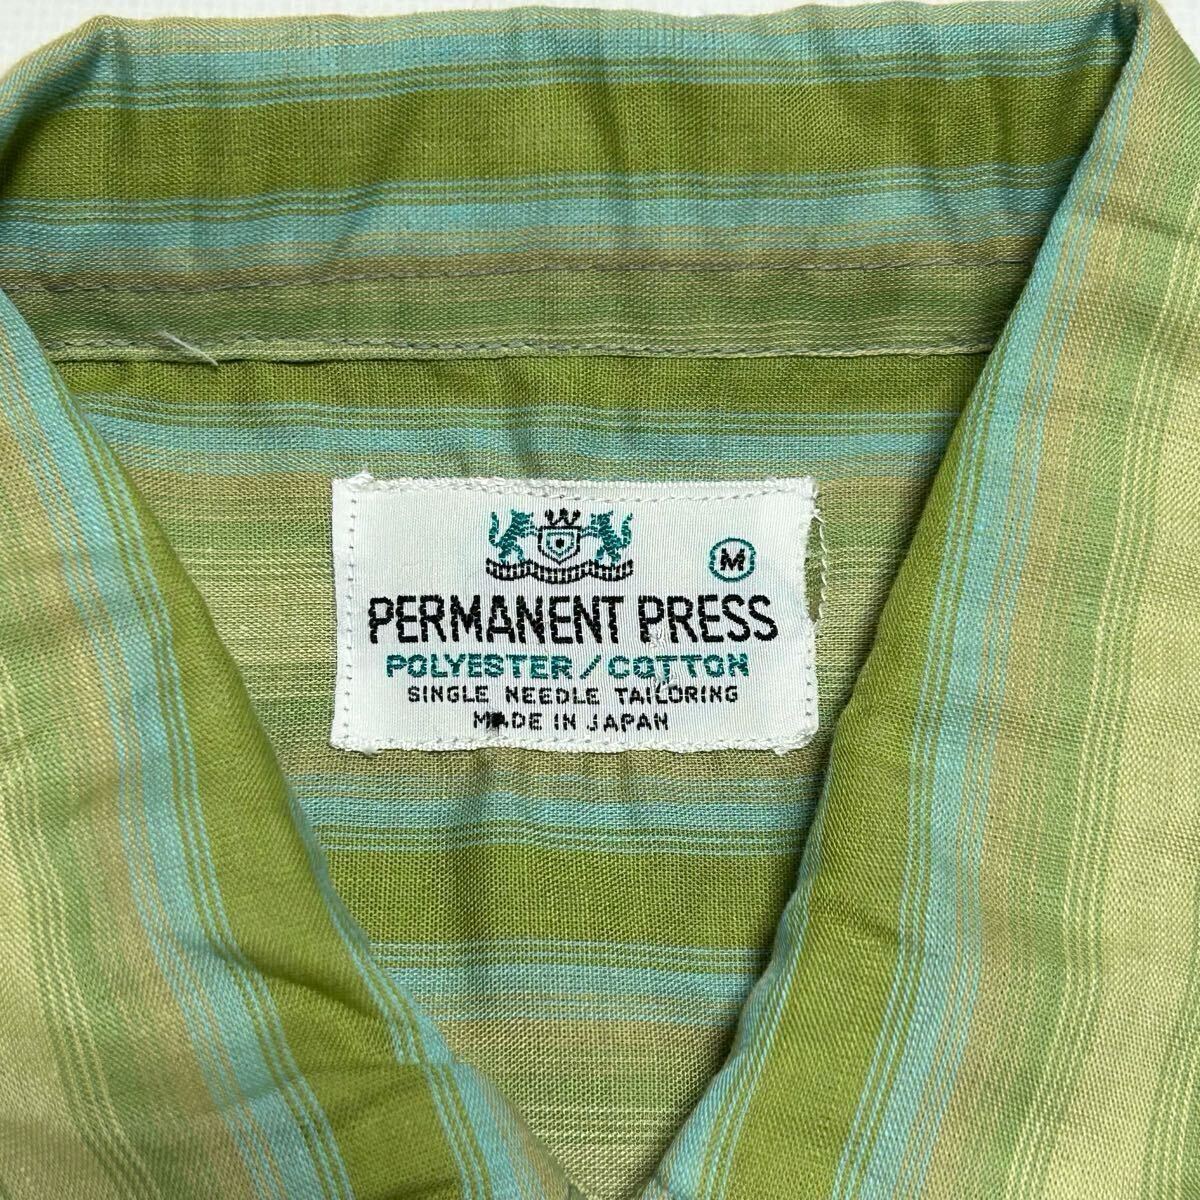 M
PERMANENT PRESS
POLYESTER/COTTON
SINGLE NEEDLE TAILORING
MADE IN JAPAN